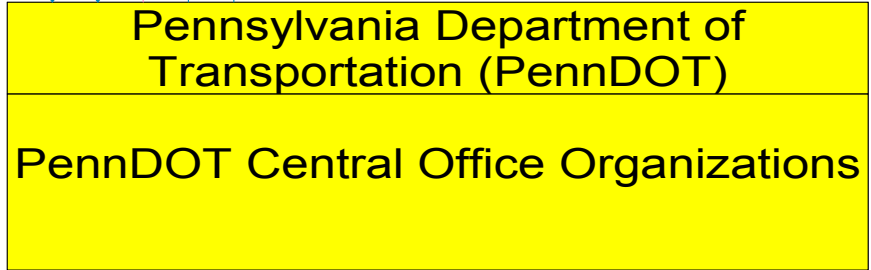 Pennsylvania Department of
Transportation (PennDOT)
PennDOT Central Office Organizations